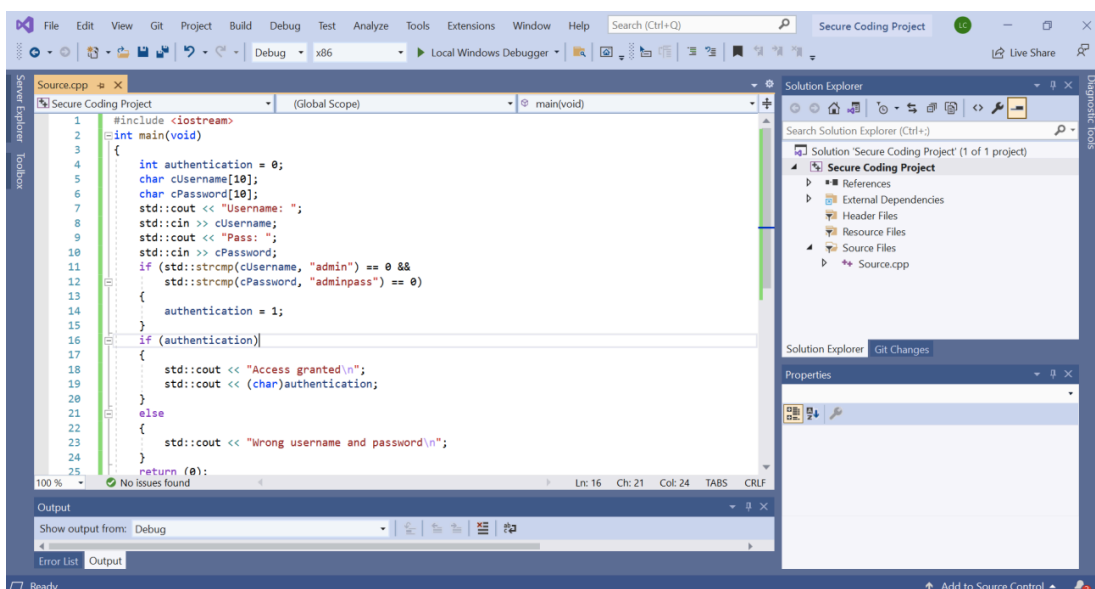 File Edit View Git Project Build Debug Test Analyze Tools Extensions Window Help Search (Ctrl+Q) Secure Coding Project LC
Debug x86 Local Windows Debugger Live Share
Server Explorer
Toolbox
Source.cpp
Secure Coding Project (Global Scope) main(void)
1 #include <iostream>
2 int main(void)
3 {
4 int authentication = 0;
5 char cUsername[10];
6 char cPassword[10];
7 std::cout << "Username: ";
8 std::cin >> cUsername;
9 std::cout << "Pass: ";
10 std::cin >> cPassword;
11 if (std::strcmp(cUsername, "admin") == 0 &&
12 std::strcmp(cPassword, "adminpass") == 0)
13 {
14 authentication = 1;
15 }
16 if (authentication)
17 {
18 std::cout << "Access granted\n";
19 std::cout << (char)authentication;
20 }
21 else
22 {
23 std::cout << "Wrong username and password\n";
24 }
25 return (0);
100 % No issues found Ln: 16 Ch: 21 Col: 24 TABS CRLF
Output
Show output from: Debug
Error List Output
Solution Explorer
Search Solution Explorer (Ctrl+;)
Solution 'Secure Coding Project' (1 of 1 project)
Secure Coding Project
References
External Dependencies
Header Files
Resource Files
Source Files
Source.cpp
Solution Explorer Git Changes
Properties
Diagnostic Tools
Ready Add to Source Control